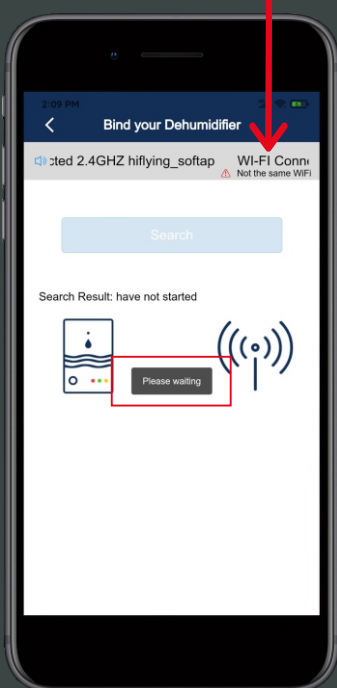 2:09 PM
Bind your Dehumidifier
cted 2.4GHZ hiflying_softap WI-FI Conn
Not the same WiFi
Search
Search Result: have not started
Please waiting